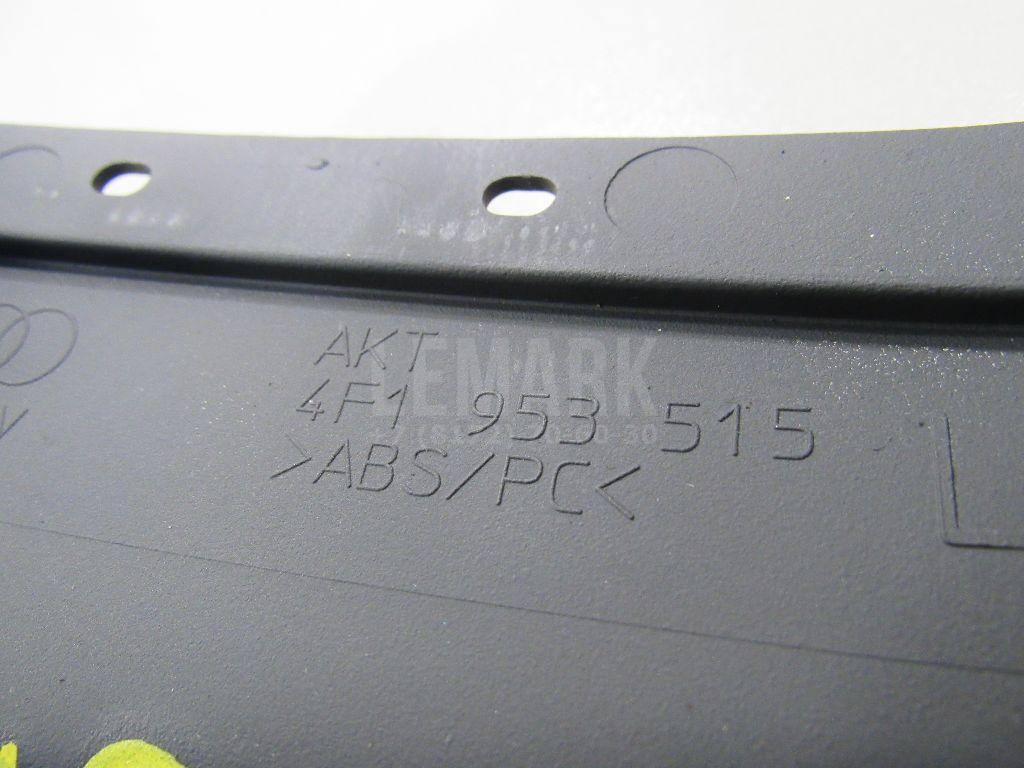 AKT
4F1 953 515
>ABS/PC<
LEMARK